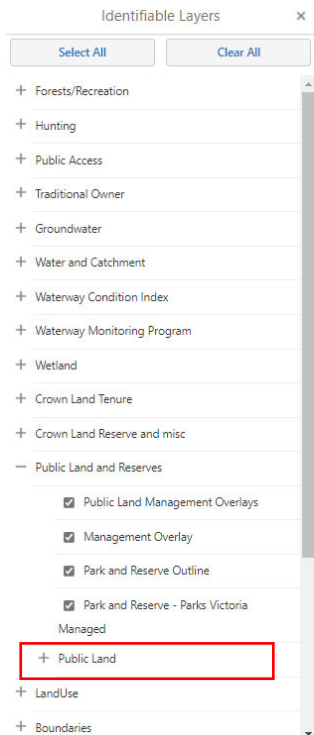 Identifiable Layers ×
Select All Clear All
+ Forests/Recreation
+ Hunting
+ Public Access
+ Traditional Owner
+ Groundwater
+ Water and Catchment
+ Waterway Condition Index
+ Waterway Monitoring Program
+ Wetland
+ Crown Land Tenure
+ Crown Land Reserve and misc
− Public Land and Reserves
Public Land Management Overlays
Management Overlay
Park and Reserve Outline
Park and Reserve - Parks Victoria
Managed
+ Public Land
+ LandUse
+ Boundaries